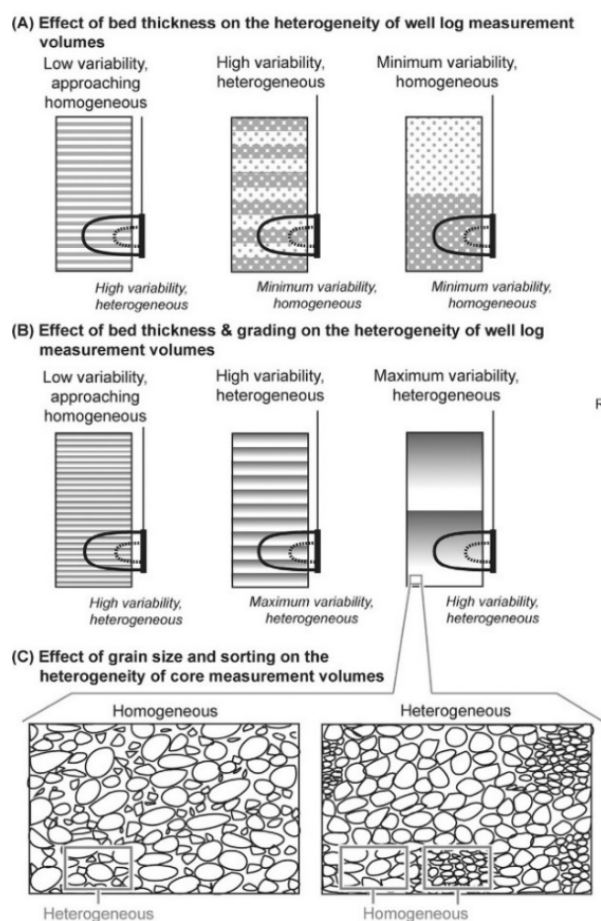 (A) Effect of bed thickness on the heterogeneity of well log measurement
volumes
Low variability,
approaching
homogeneous
High variability,
heterogeneous
Minimum variability,
homogeneous
High variability,
heterogeneous
Minimum variability,
homogeneous
Minimum variability,
homogeneous
(B) Effect of bed thickness & grading on the heterogeneity of well log
measurement volumes
Low variability,
approaching
homogeneous
High variability,
heterogeneous
Maximum variability,
heterogeneous
R
High variability,
heterogeneous
Maximum variability,
heterogeneous
High variability,
heterogeneous
(C) Effect of grain size and sorting on the
heterogeneity of core measurement volumes
Homogeneous
Heterogeneous
Heterogeneous
Homogeneous